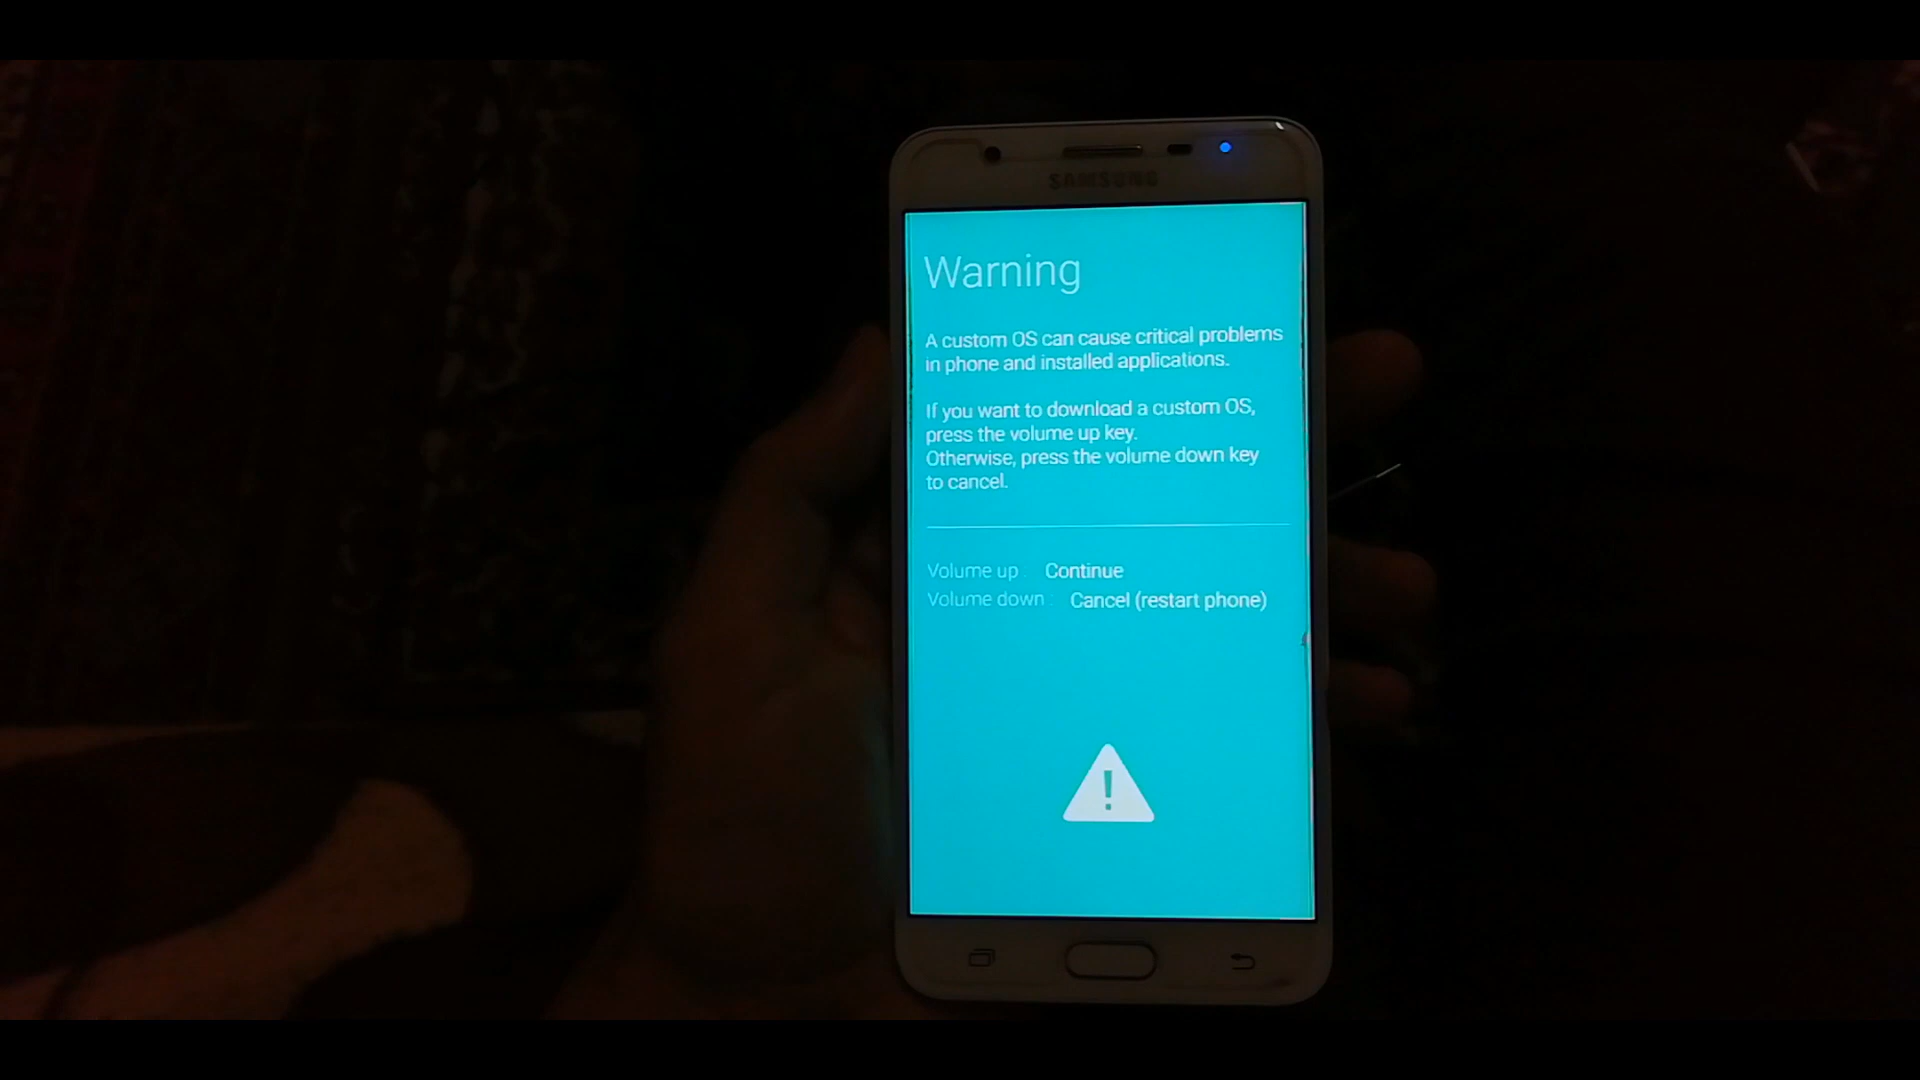 SAMSUNG
Warning
A custom OS can cause critical problems
in phone and installed applications.
If you want to download a custom OS,
press the volume up key.
Otherwise, press the volume down key
to cancel.
Volume up : Continue
Volume down : Cancel (restart phone)
!